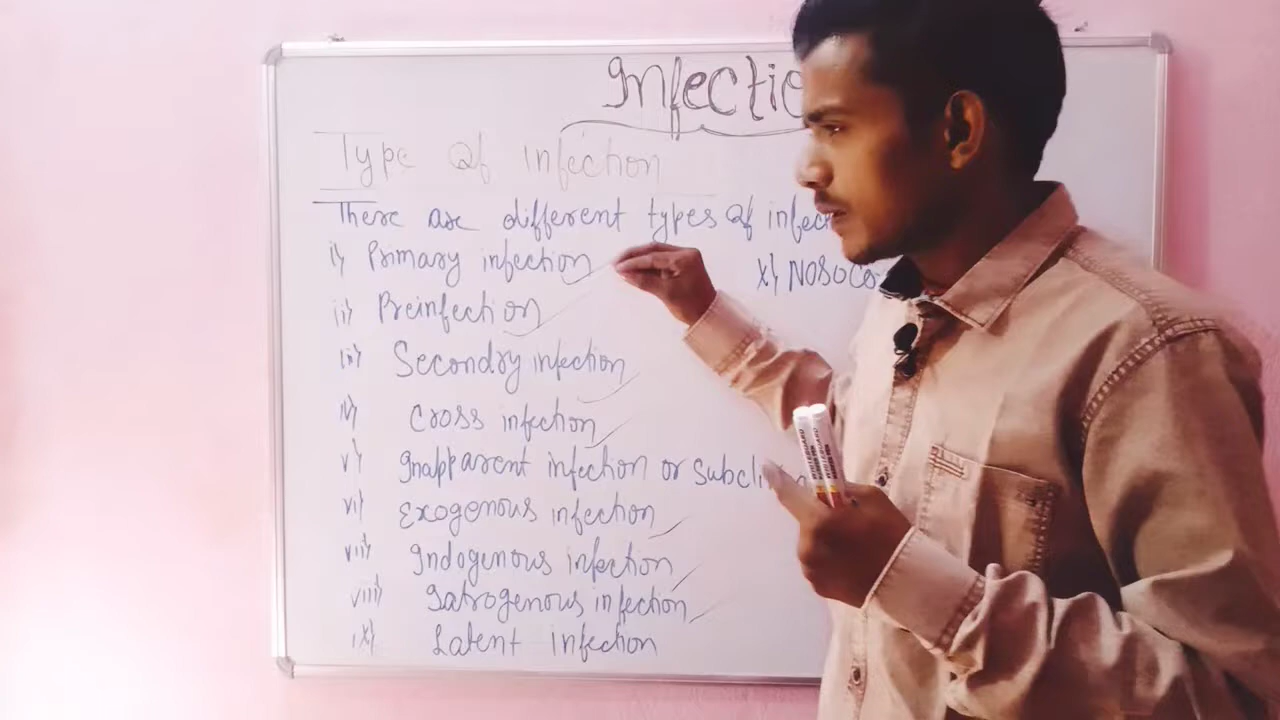 Infectio
Type Of infection
There are different types Of infec
i) Primary infection
ii) Preinfection
iii) Secondry infection
iv) Cross infection
v) Inapparent infection or Subcli
vi) Exogenous infection
vii) Indogenous infection
viii) Iatrogenous infection
ix) Latent infection
x) NOSOCO